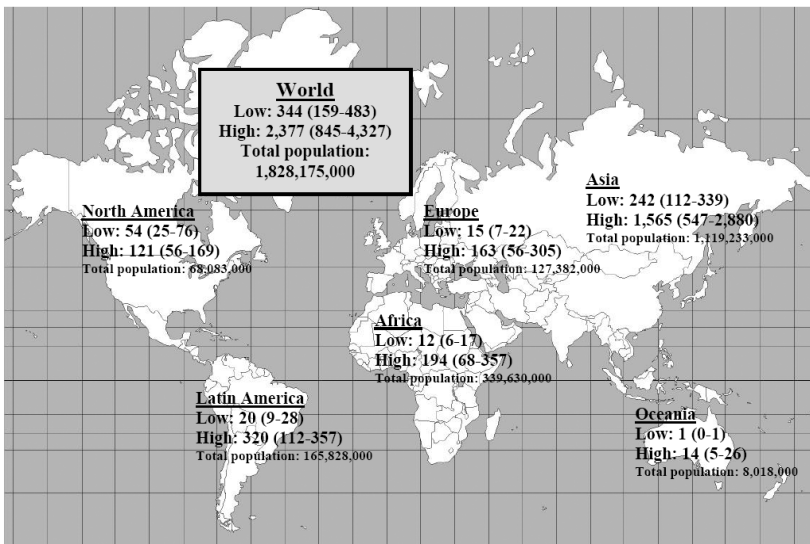 World
Low: 344 (159-483)
High: 2,377 (845-4,327)
Total population:
1,828,175,000
Asia
Low: 242 (112-339)
High: 1,565 (547-2,880)
Total population: 1,119,233,000
North America
Low: 54 (25-76)
High: 121 (56-169)
Total population: 68,083,000
Europe
Low: 15 (7-22)
High: 163 (56-305)
Total population: 127,382,000
Africa
Low: 12 (6-17)
High: 194 (68-357)
Total population: 339,630,000
Latin America
Low: 20 (9-28)
High: 320 (112-357)
Total population: 165,828,000
Oceania
Low: 1 (0-1)
High: 14 (5-26)
Total population: 8,018,000